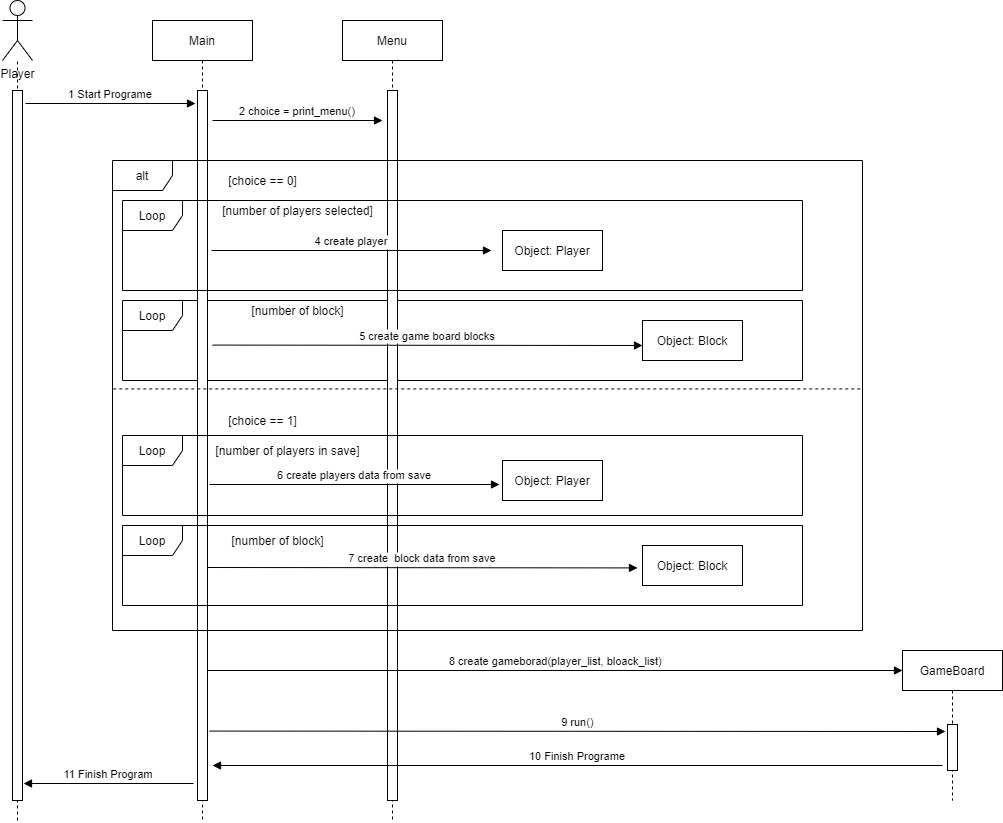 Player
Main
Menu
1 Start Programe
2 choice = print_menu()
alt
[choice == 0]
Loop
[number of players selected]
4 create player
Object: Player
Loop
[number of block]
5 create game board blocks
Object: Block
[choice == 1]
Loop
[number of players in save]
6 create players data from save
Object: Player
Loop
[number of block]
7 create  block data from save
Object: Block
8 create gameborad(player_list, bloack_list)
GameBoard
9 run()
10 Finish Programe
11 Finish Program